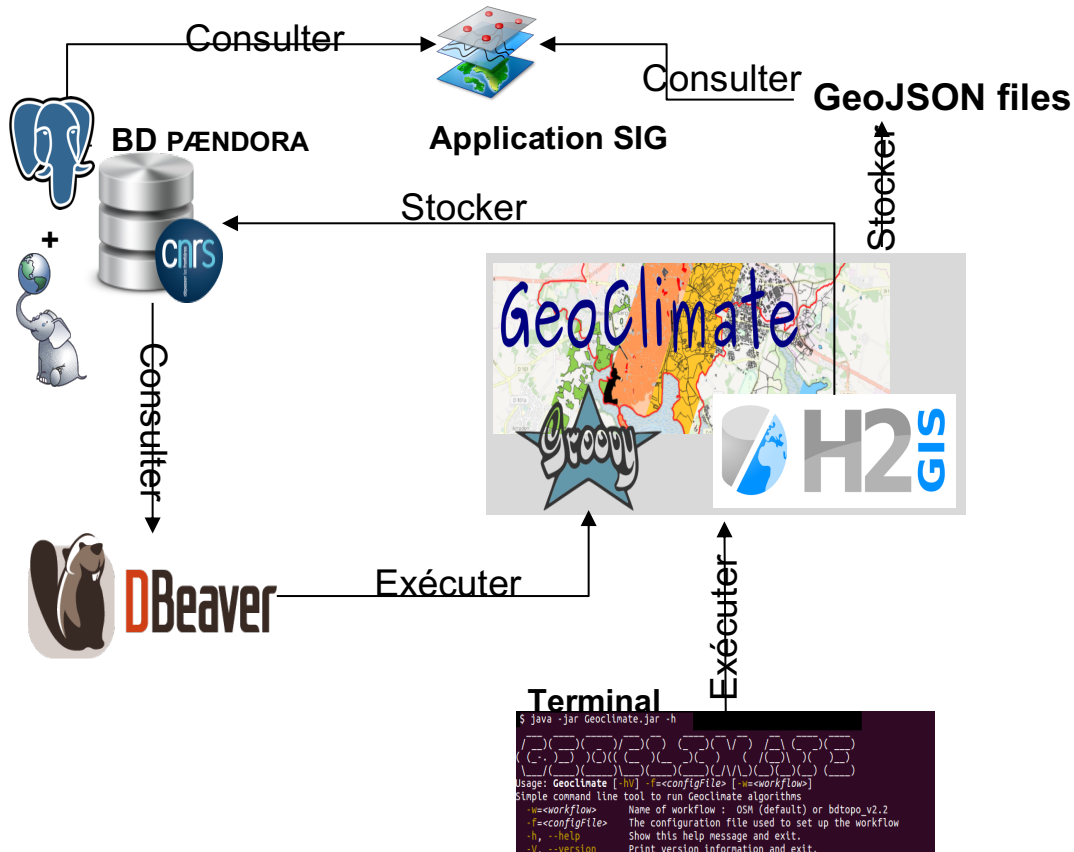 Consulter
Consulter
GeoJSON files
BD PÆNDORA
Application SIG
Stocker
Stocker
+
cnrs
GeoClimate
Groovy
H2
GIS
Consulter
DBeaver
Exécuter
Exécuter
Terminal
$ java -jar Geoclimate.jar -h
Usage: Geoclimate [-hV] -f=<configFile> [-w=<workflow>]
Simple command line tool to run Geoclimate algorithms
-w=<workflow> Name of workflow : OSM (default) or bdtopo_v2.2
-f=<configFile> The configuration file used to set up the workflow
-h, --help Show this help message and exit.
-V, --version Print version information and exit.